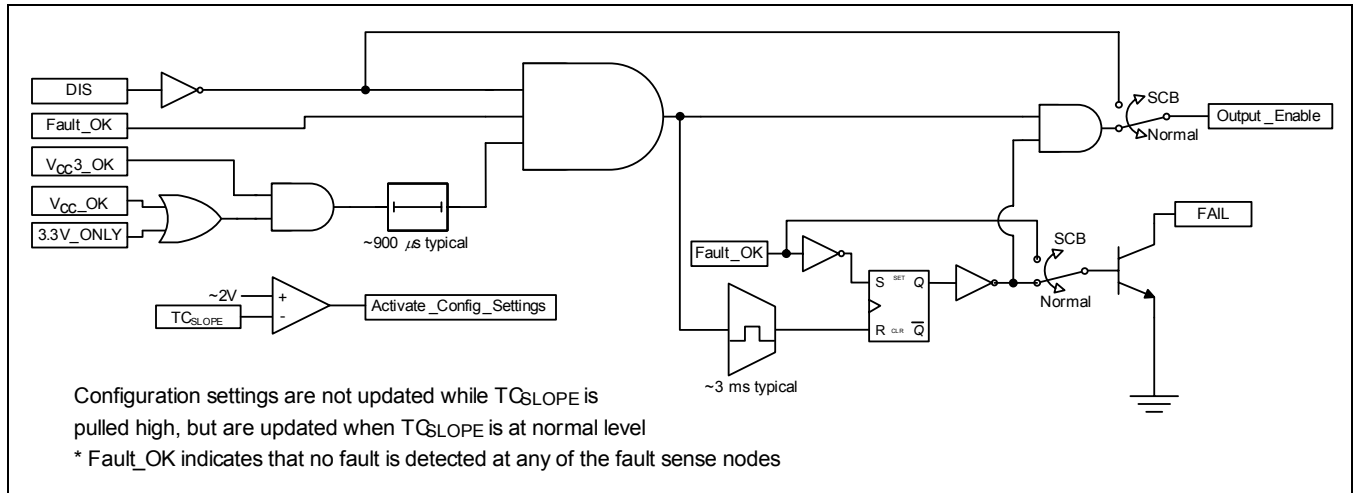 DIS
Fault_OK
VCC3_OK
VCC_OK
3.3V_ONLY
~900 µs typical
SCB
Normal
Output_Enable
FAIL
Fault_OK
SCB
Normal
S SET Q
R CLR Q̅
~3 ms typical
~2V
+
-
TCSLOPE
Activate_Config_Settings
Configuration settings are not updated while TCSLOPE is
pulled high, but are updated when TCSLOPE is at normal level
* Fault_OK indicates that no fault is detected at any of the fault sense nodes